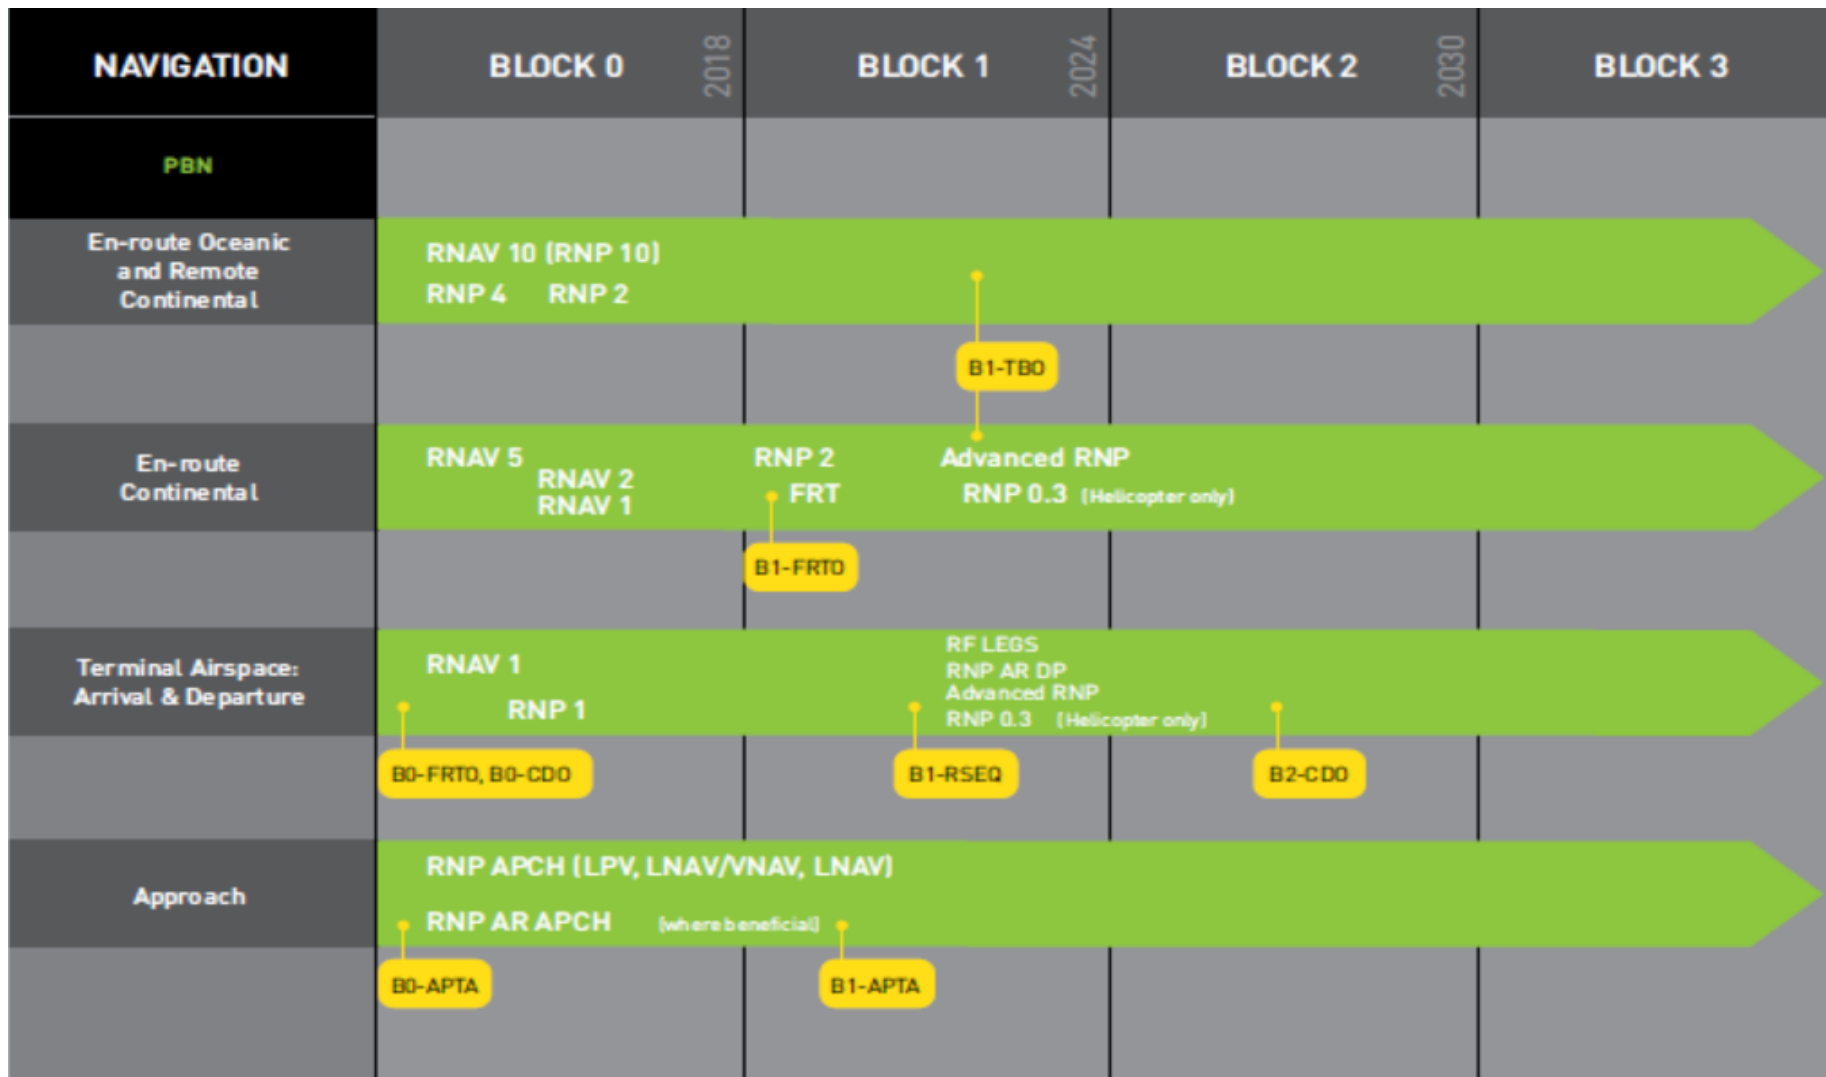 NAVIGATION
BLOCK 0
2018
BLOCK 1
2024
BLOCK 2
2030
BLOCK 3
PBN
En-route Oceanic
and Remote
Continental
RNAV 10 (RNP 10)
RNP 4 RNP 2
B1-TBO
En-route
Continental
RNAV 5
RNAV 2
RNAV 1
RNP 2
FRT
Advanced RNP
RNP 0.3 (Helicopter only)
B1-FRTO
Terminal Airspace:
Arrival & Departure
RNAV 1
RNP 1
RF LEGS
RNP AR DP
Advanced RNP
RNP 0.3 (Helicopter only)
B0-FRTO, B0-CDO
B1-RSEQ
B2-CDO
Approach
RNP APCH (LPV, LNAV/VNAV, LNAV)
RNP AR APCH (where beneficial)
B0-APTA
B1-APTA